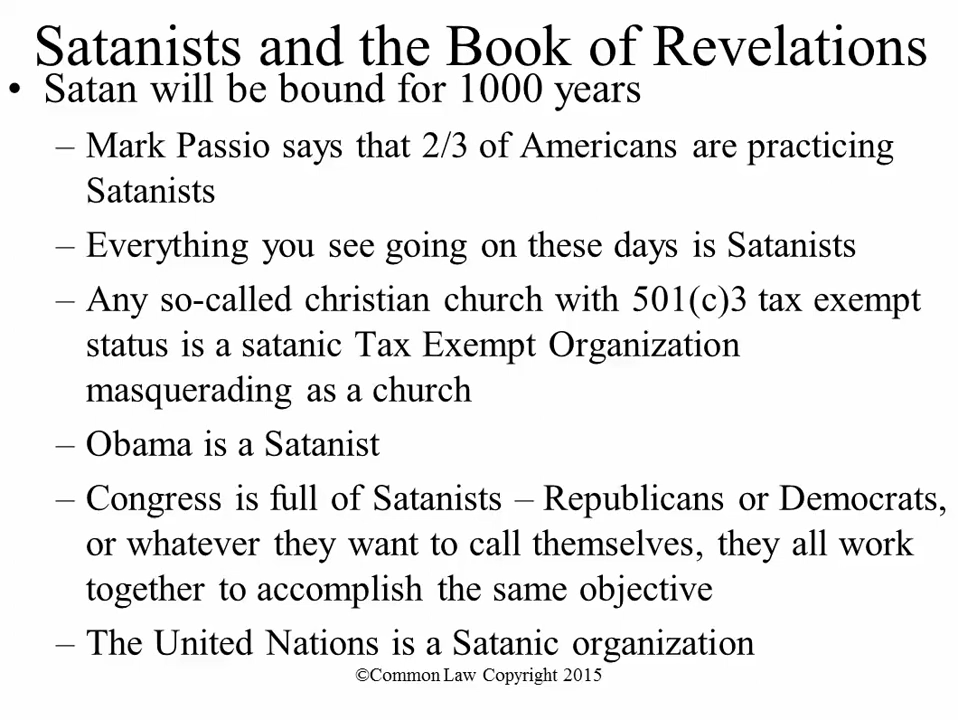 Satanists and the Book of Revelations
• Satan will be bound for 1000 years
– Mark Passio says that 2/3 of Americans are practicing
Satanists
– Everything you see going on these days is Satanists
– Any so-called christian church with 501(c)3 tax exempt
status is a satanic Tax Exempt Organization
masquerading as a church
– Obama is a Satanist
– Congress is full of Satanists – Republicans or Democrats,
or whatever they want to call themselves, they all work
together to accomplish the same objective
– The United Nations is a Satanic organization
©Common Law Copyright 2015